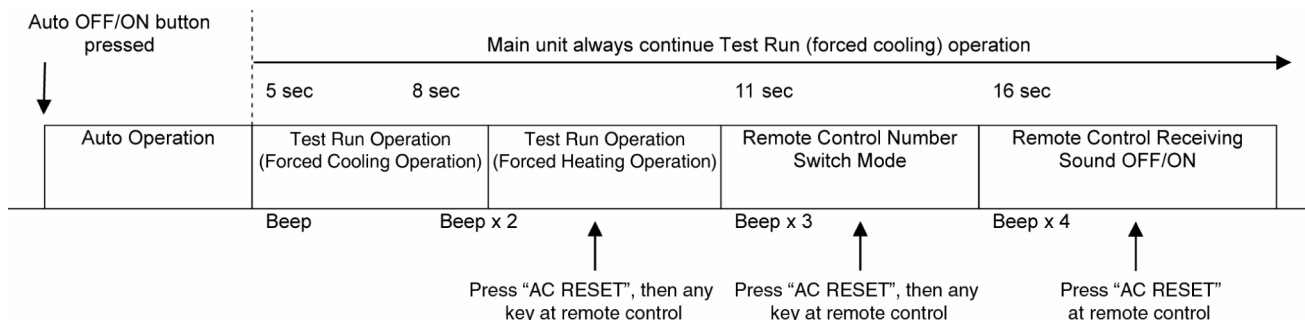 Auto OFF/ON button
pressed
Main unit always continue Test Run (forced cooling) operation
5 sec
8 sec
11 sec
16 sec
Auto Operation
Test Run Operation
(Forced Cooling Operation)
Test Run Operation
(Forced Heating Operation)
Remote Control Number
Switch Mode
Remote Control Receiving
Sound OFF/ON
Beep
Beep x 2
Beep x 3
Beep x 4
Press “AC RESET”, then any
key at remote control
Press “AC RESET”, then any
key at remote control
Press “AC RESET”
at remote control